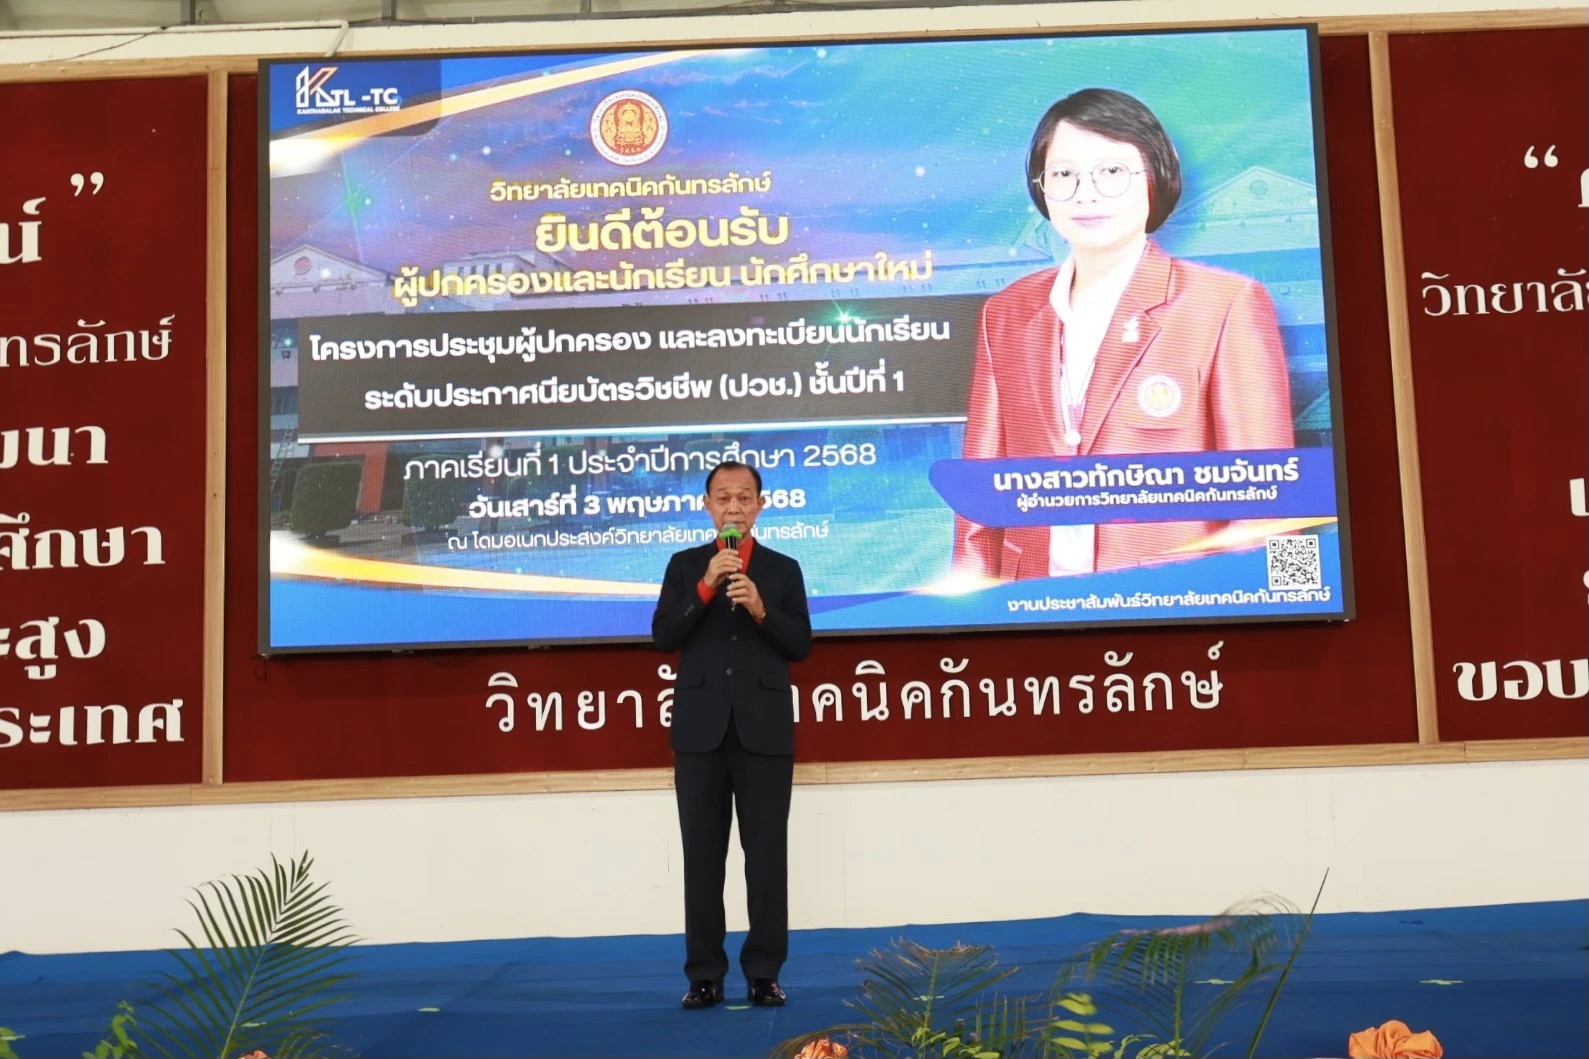 KTL -TC
KANTHARALAK TECHNICAL COLLEGE
วิทยาลัยเทคนิคกันทรลักษ์
ยินดีต้อนรับ
ผู้ปกครองและนักเรียน นักศึกษาใหม่
โครงการประชุมผู้ปกครอง และลงทะเบียนนักเรียน
ระดับประกาศนียบัตรวิชชีพ (ปวช.) ชั้นปีที่ 1
ภาคเรียนที่ 1 ประจำปีการศึกษา 2568
วันเสาร์ที่ 3 พฤษภาค 568
ณ โดมอเนกประสงค์วิทยาลัยเทค นทรลักษ์
นางสาวทักษิณา ชมจันทร์
ผู้อำนวยการวิทยาลัยเทคนิคกันทรลักษ์
งานประชาสัมพันธ์วิทยาลัยเทคนิคกันทรลักษ์
วิทยาลั เทคนิคกันทรลักษ์
น์ ”
ทรลักษ์
ฒนา
ศึกษา
ะสูง
ระเทศ
“
วิทยาลั
ขอบ